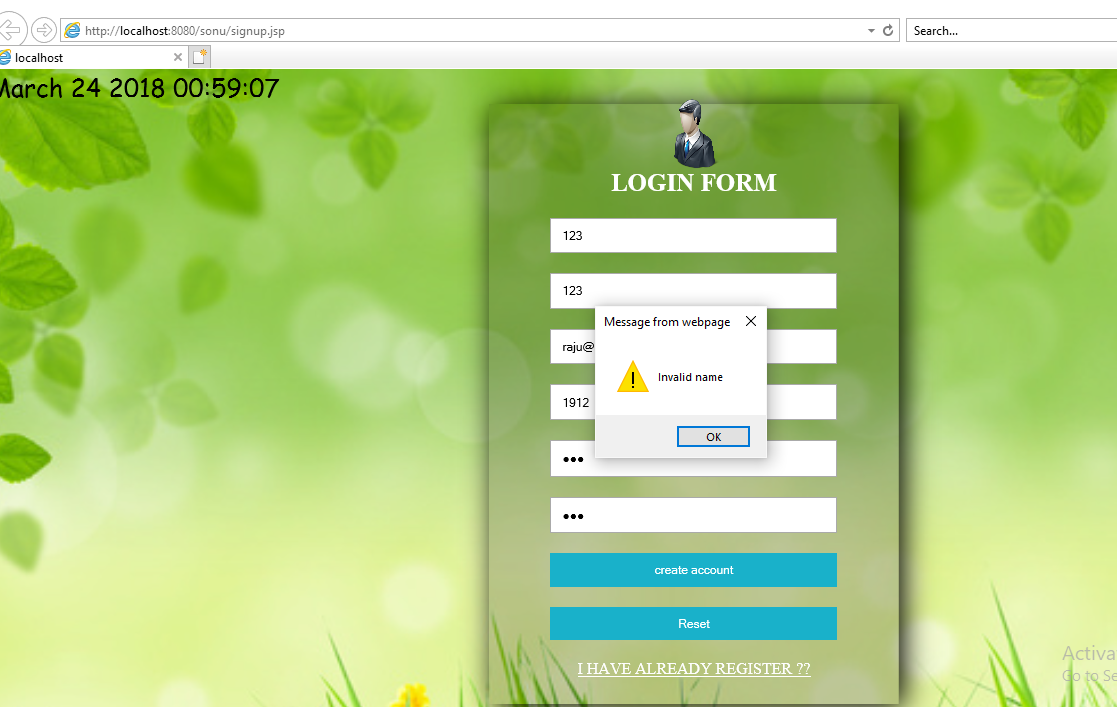 http://localhost:8080/sonu/signup.jsp
Search...
localhost
March 24 2018 00:59:07
LOGIN FORM
123
123
Message from webpage
raju@
Invalid name
1912
OK
•••
•••
create account
Reset
I HAVE ALREADY REGISTER ??
Activa
Go to Se